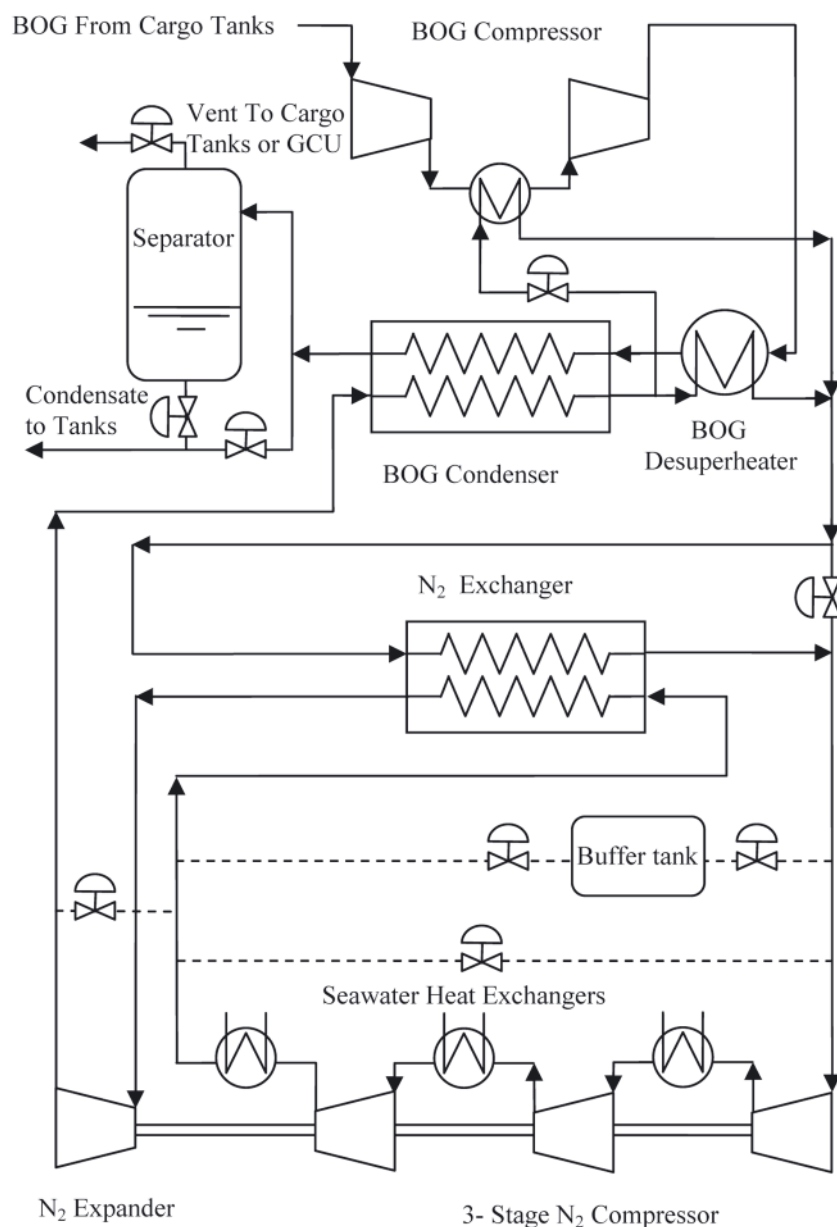 BOG From Cargo Tanks
BOG Compressor
Vent To Cargo
Tanks or GCU
Separator
Condensate
to Tanks
BOG
Desuperheater
BOG Condenser
N₂ Exchanger
Buffer tank
Seawater Heat Exchangers
N₂ Expander
3- Stage N₂ Compressor